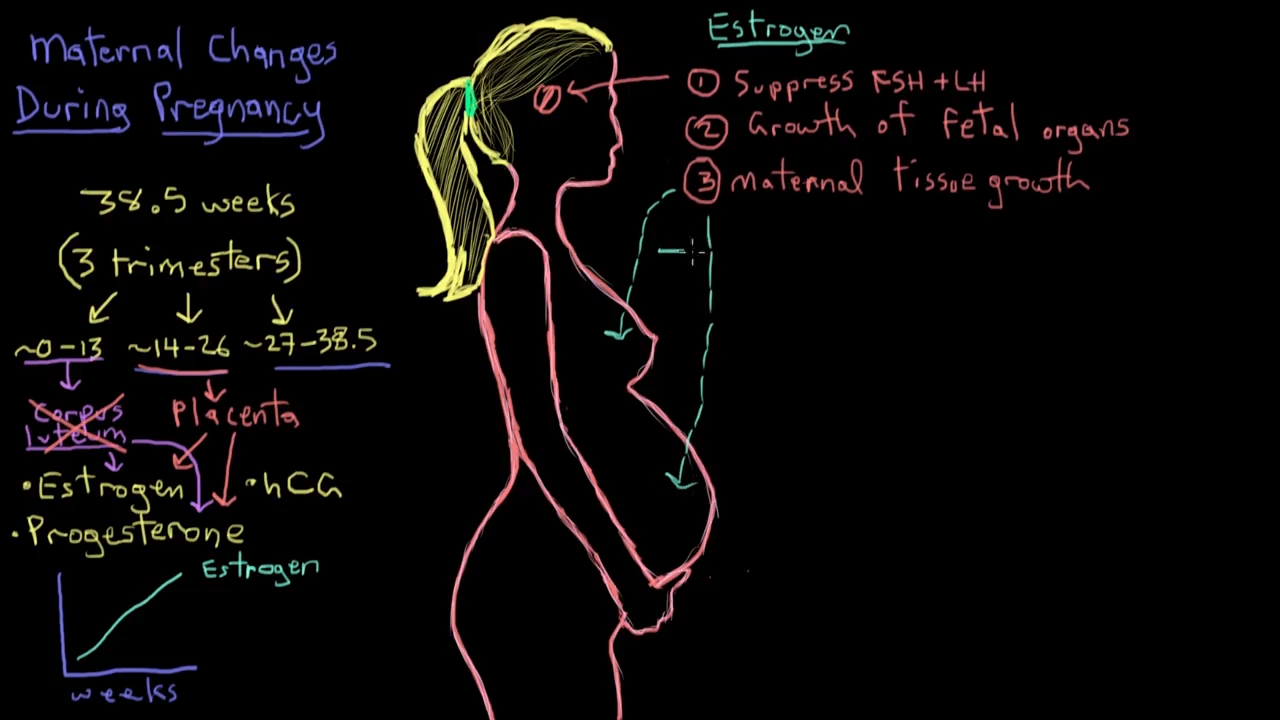 Maternal Changes
During Pregnancy
38.5 weeks
(3 trimesters)
~0-13 ~14-26 ~27-38.5
Corpus
luteum
Placenta
•Estrogen •hCG
•Progesterone
Estrogen
weeks
Estrogen
① Suppress FSH+LH
② Growth of fetal organs
③ Maternal tissue growth